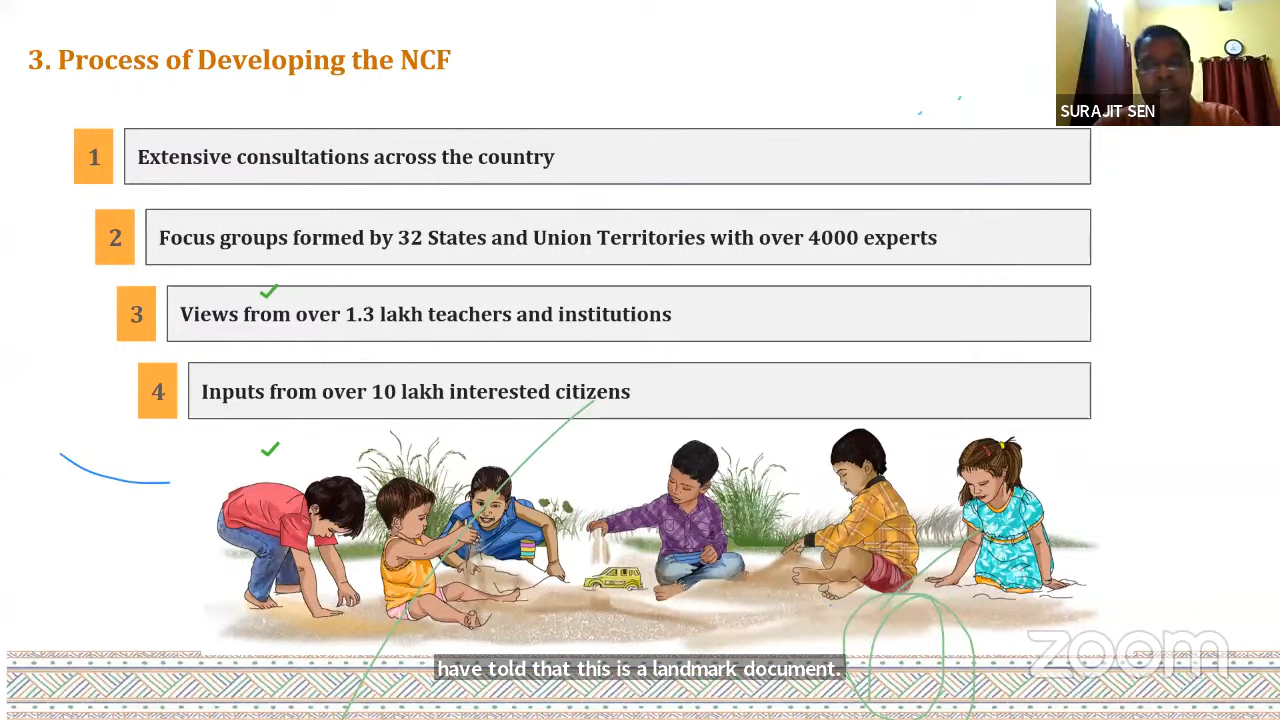 3. Process of Developing the NCF
SURAJIT SEN
1 Extensive consultations across the country
2 Focus groups formed by 32 States and Union Territories with over 4000 experts
3 Views from over 1.3 lakh teachers and institutions
4 Inputs from over 10 lakh interested citizens
zoom
have told that this is a landmark document.